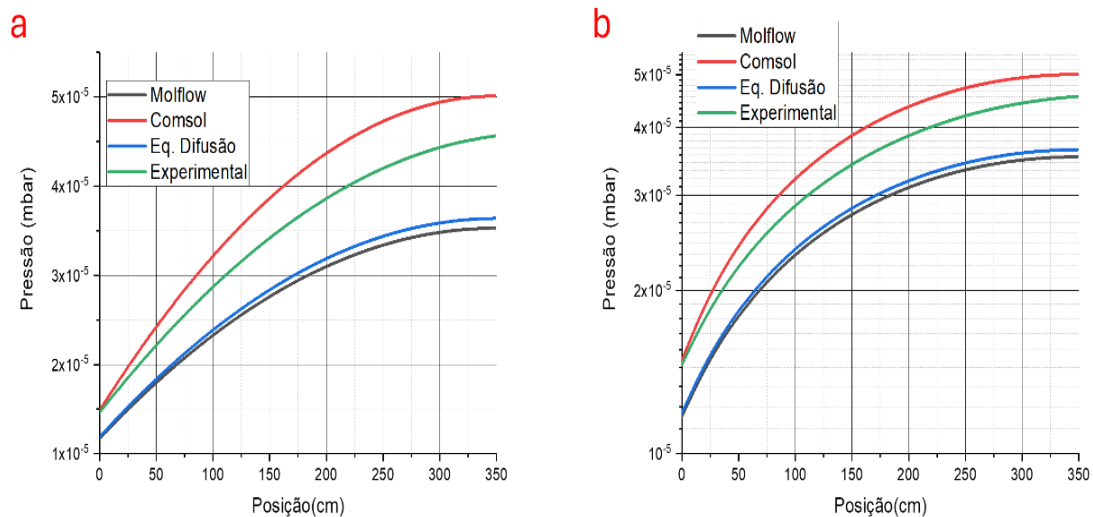 a
Molflow
Comsol
Eq. Difusão
Experimental
5x10⁻⁵
4x10⁻⁵
3x10⁻⁵
2x10⁻⁵
1x10⁻⁵
Pressão (mbar)
0 50 100 150 200 250 300 350
Posição(cm)
b
Molflow
Comsol
Eq. Difusão
Experimental
5x10⁻⁵
4x10⁻⁵
3x10⁻⁵
2x10⁻⁵
10⁻⁵
Pressão (mbar)
0 50 100 150 200 250 300 350
Posição(cm)